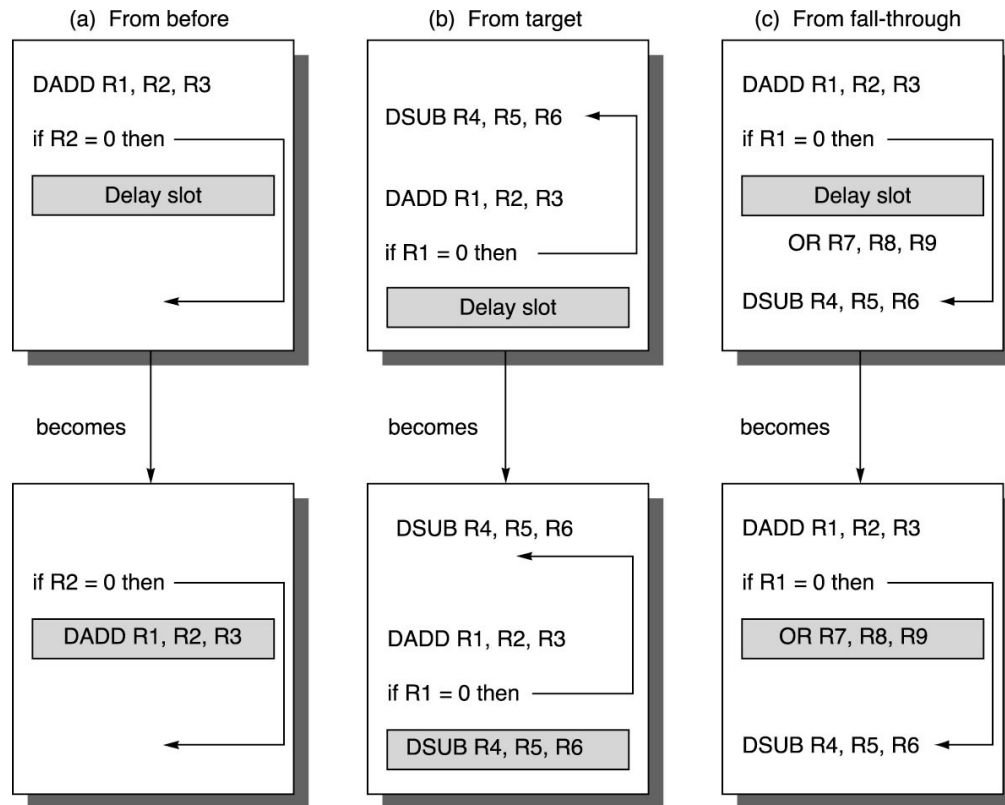 (a) From before
DADD R1, R2, R3
if R2 = 0 then
Delay slot
becomes
if R2 = 0 then
DADD R1, R2, R3
(b) From target
DSUB R4, R5, R6
DADD R1, R2, R3
if R1 = 0 then
Delay slot
becomes
DSUB R4, R5, R6
DADD R1, R2, R3
if R1 = 0 then
DSUB R4, R5, R6
(c) From fall-through
DADD R1, R2, R3
if R1 = 0 then
Delay slot
OR R7, R8, R9
DSUB R4, R5, R6
becomes
DADD R1, R2, R3
if R1 = 0 then
OR R7, R8, R9
DSUB R4, R5, R6